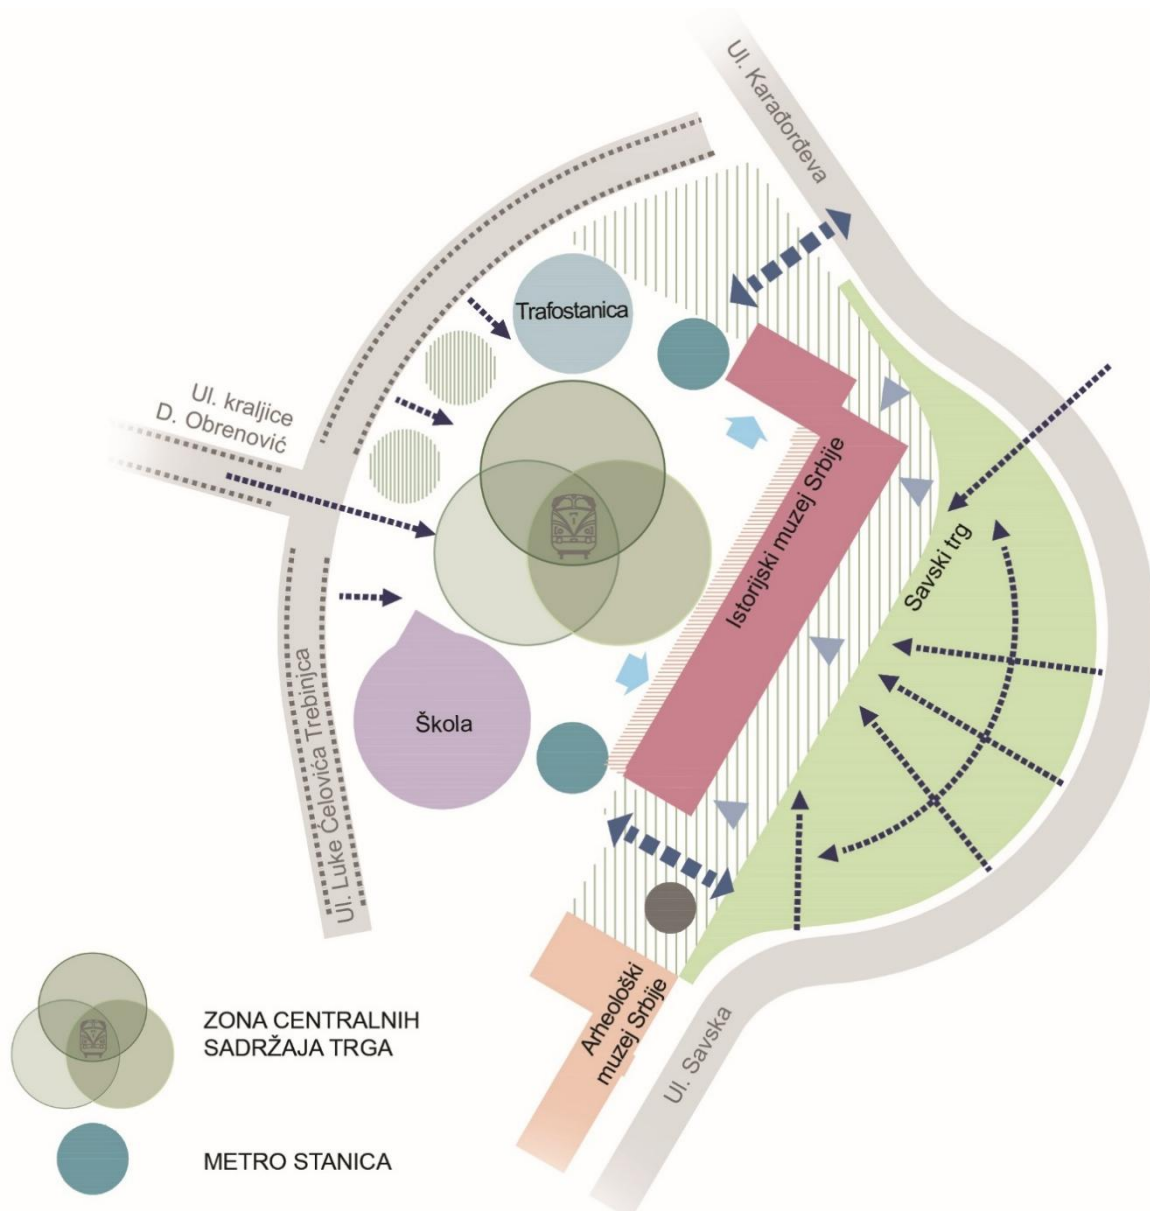 Ul. Karađorđeva
Trafostanica
Ul. kraljice
D. Obrenović
Istorijski muzej Srbije
Savski trg
Škola
Ul. Luke Ćelovića Trebinjca
Arheološki
muzej Srbije
Ul. Savska
ZONA CENTRALNIH
SADRŽAJA TRGA
METRO STANICA